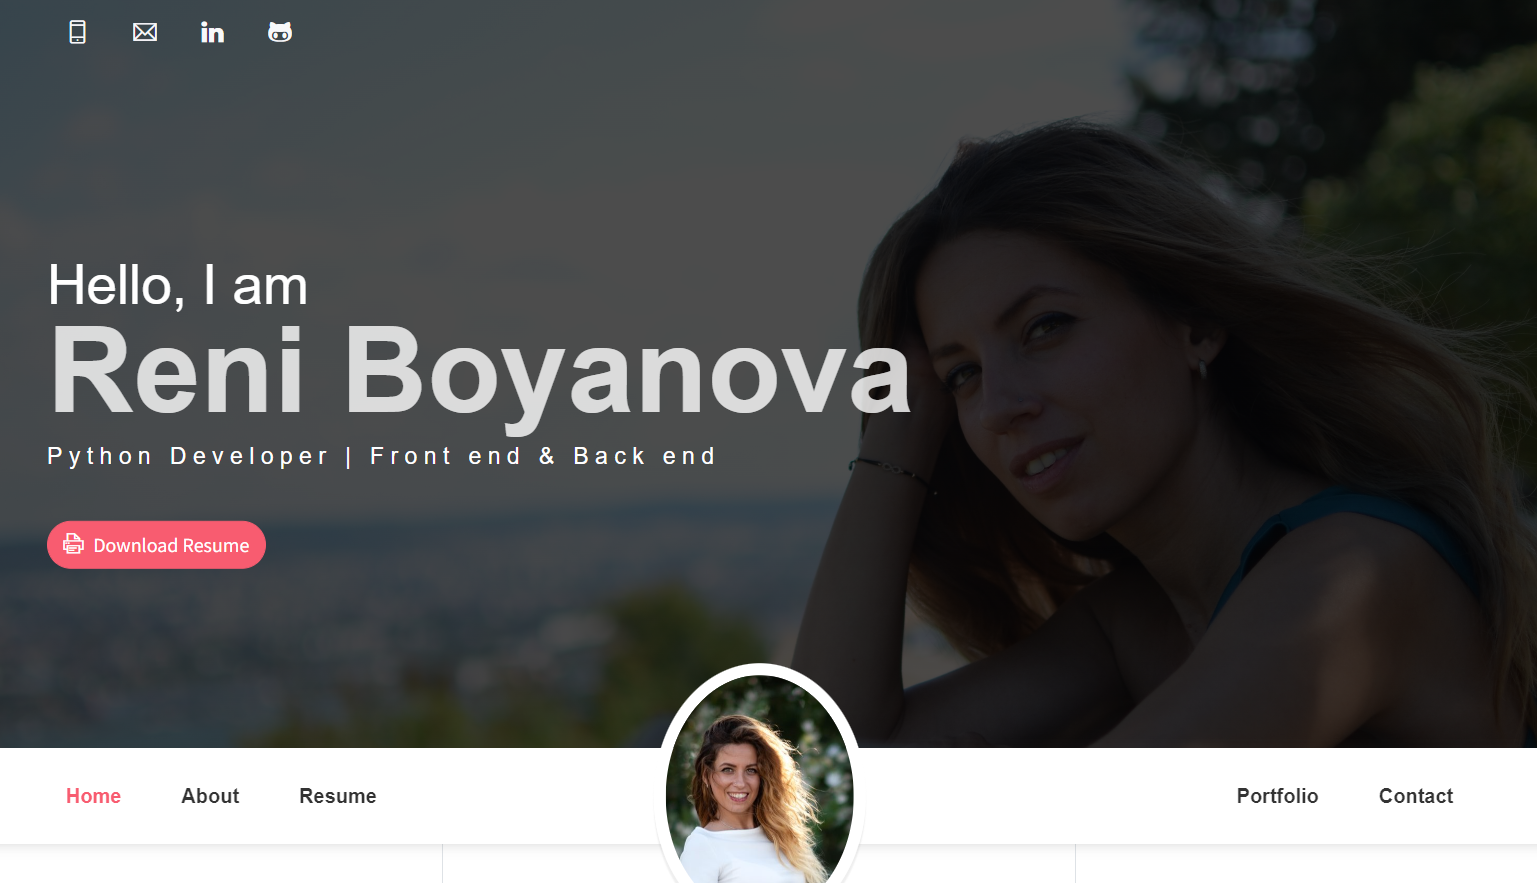 Hello, I am
Reni Boyanova
Python Developer | Front end & Back end
Download Resume
Home About Resume Portfolio Contact